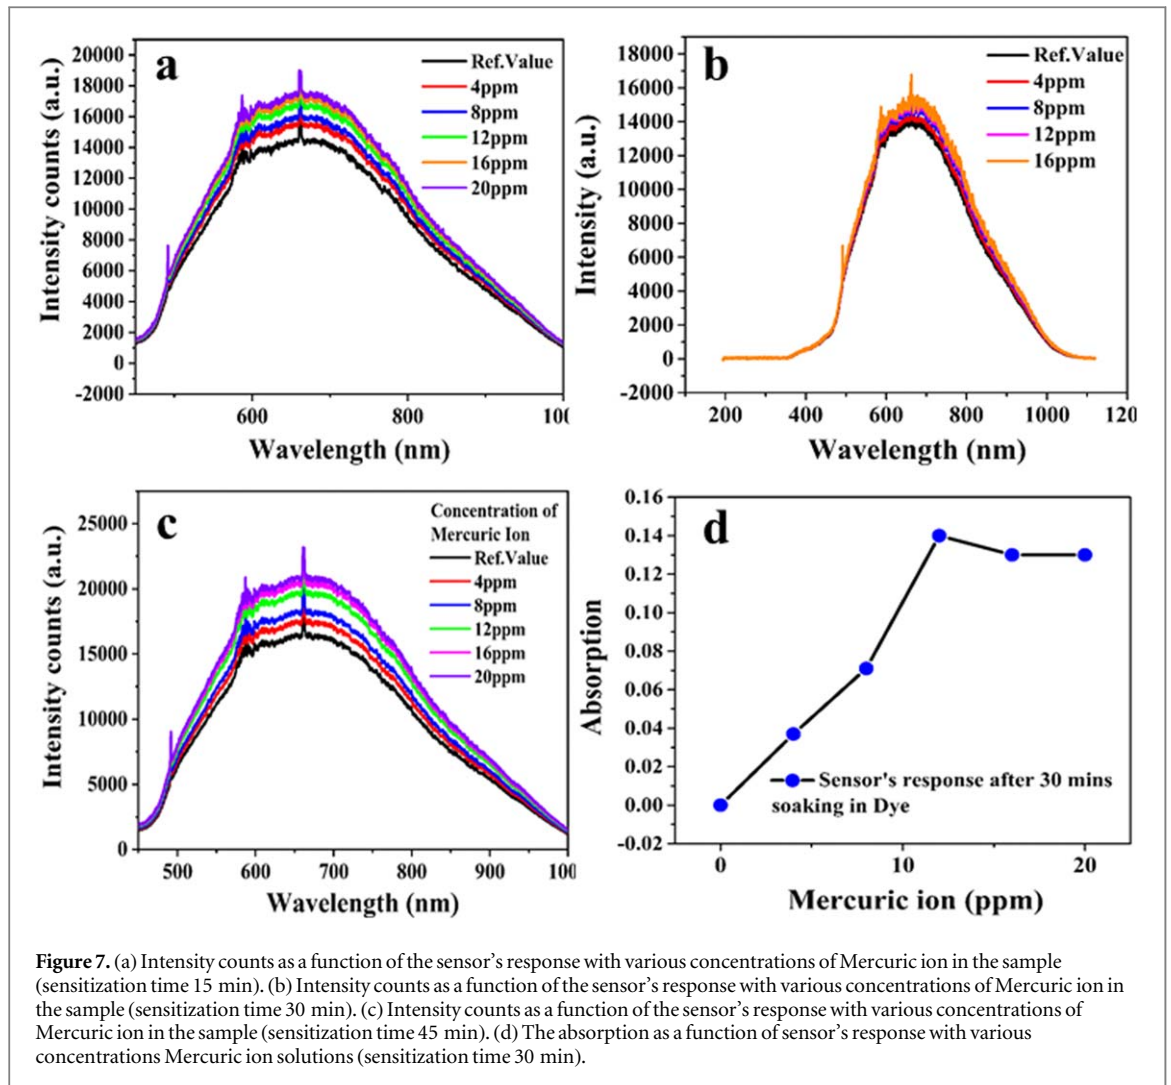 a
20000
18000
16000
14000
12000
10000
8000
6000
4000
2000
0
-2000
Intensity counts (a.u.)
Ref.Value
4ppm
8ppm
12ppm
16ppm
20ppm
600 800 100
Wavelength (nm)
b
18000
16000
14000
12000
10000
8000
6000
4000
2000
0
-2000
Intensity (a.u.)
Ref.Value
4ppm
8ppm
12ppm
16ppm
200 400 600 800 1000 120
Wavelength (nm)
c
25000
20000
15000
10000
5000
0
Intensity counts (a.u.)
Concentration of
Mercuric Ion
Ref.Value
4ppm
8ppm
12ppm
16ppm
20ppm
500 600 700 800 900 100
Wavelength (nm)
d
0.16
0.14
0.12
0.10
0.08
0.06
0.04
0.02
0.00
-0.02
Absorption
Sensor's response after 30 mins
soaking in Dye
0 10 20
Mercuric ion (ppm)
Figure 7. (a) Intensity counts as a function of the sensor’s response with various concentrations of Mercuric ion in the sample
(sensitization time 15 min). (b) Intensity counts as a function of the sensor’s response with various concentrations of Mercuric ion in
the sample (sensitization time 30 min). (c) Intensity counts as a function of the sensor’s response with various concentrations of
Mercuric ion in the sample (sensitization time 45 min). (d) The absorption as a function of sensor’s response with various
concentrations Mercuric ion solutions (sensitization time 30 min).